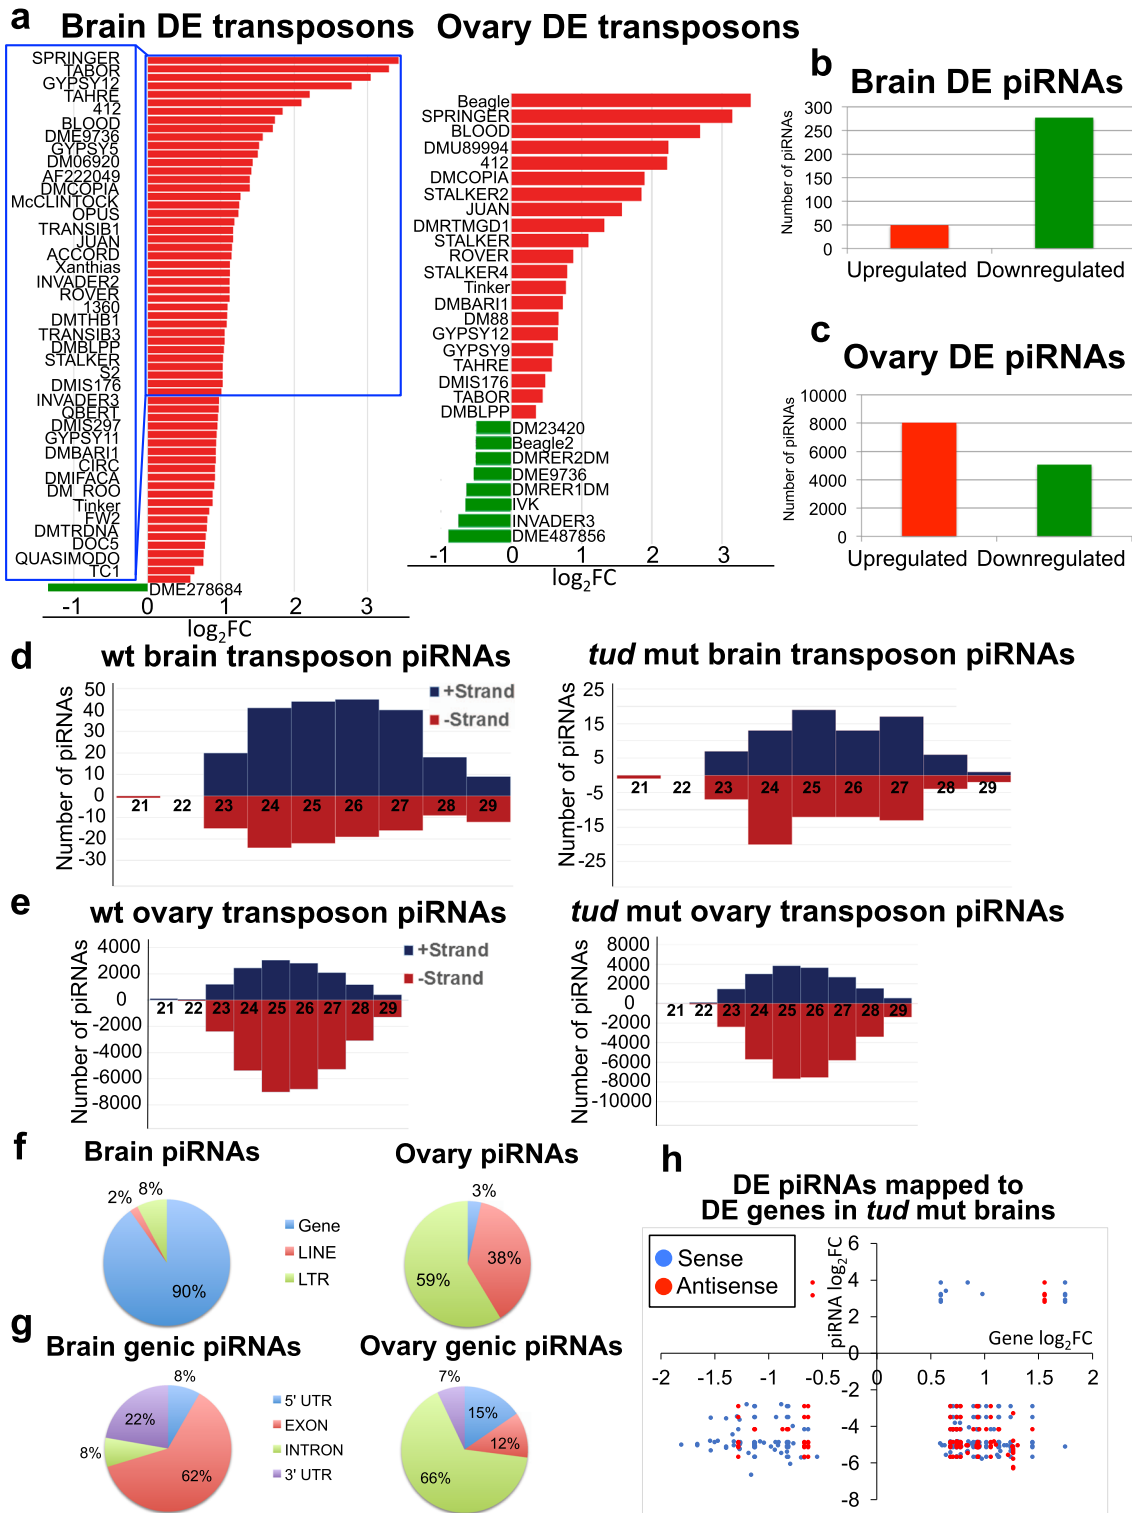 a
Brain DE transposons
SPRINGER
TABOR
GYPSY12
TAHRE
412
BLOOD
DME9736
GYPSY5
DM06920
AF222049
DMCOPIA
McCLINTOCK
OPUS
TRANSIB1
JUAN
ACCORD
Xanthias
INVADER2
ROVER
1360
DMTHB1
TRANSIB3
DMBLPP
STALKER
S2
DMIS176
INVADER3
QBERT
DMIS297
GYPSY11
DMBARI1
CIRC
DMIFACA
DM_ROO
Tinker
FW2
DMTRDNA
DOC5
QUASIMODO
TC1
DME278684
-1 0 1 2 3
log2FC
Ovary DE transposons
Beagle
SPRINGER
BLOOD
DMU89994
412
DMCOPIA
STALKER2
JUAN
DMRTMGD1
STALKER
ROVER
STALKER4
Tinker
DMBARI1
DM88
GYPSY12
GYPSY9
TAHRE
DMIS176
TABOR
DMBLPP
DM23420
Beagle2
DMRER2DM
DME9736
DMRER1DM
IVK
INVADER3
DME487856
-1 0 1 2 3
log2FC
b
Brain DE piRNAs
Number of piRNAs
300
250
200
150
100
50
0
Upregulated Downregulated
c
Ovary DE piRNAs
Number of piRNAs
10000
8000
6000
4000
2000
0
Upregulated Downregulated
d
wt brain transposon piRNAs
Number of piRNAs
50
40
30
20
10
0
-10
-20
-30
21 22 23 24 25 26 27 28 29
+Strand
-Strand
tud mut brain transposon piRNAs
Number of piRNAs
25
15
5
-5
-15
-25
21 22 23 24 25 26 27 28 29
e
wt ovary transposon piRNAs
Number of piRNAs
4000
2000
0
-2000
-4000
-6000
-8000
21 22 23 24 25 26 27 28 29
+Strand
-Strand
tud mut ovary transposon piRNAs
Number of piRNAs
8000
4000
2000
0
-2000
-4000
-6000
-8000
-10000
21 22 23 24 25 26 27 28 29
f
Brain piRNAs
2%
8%
90%
Gene
LINE
LTR
Ovary piRNAs
3%
38%
59%
g
Brain genic piRNAs
8%
22%
8%
62%
5' UTR
EXON
INTRON
3' UTR
Ovary genic piRNAs
7%
15%
12%
66%
h
DE piRNAs mapped to
DE genes in tud mut brains
Sense
Antisense
piRNA log2FC
Gene log2FC
6
4
2
0
-2
-4
-6
-8
-2 -1.5 -1 -0.5 0 0.5 1 1.5 2